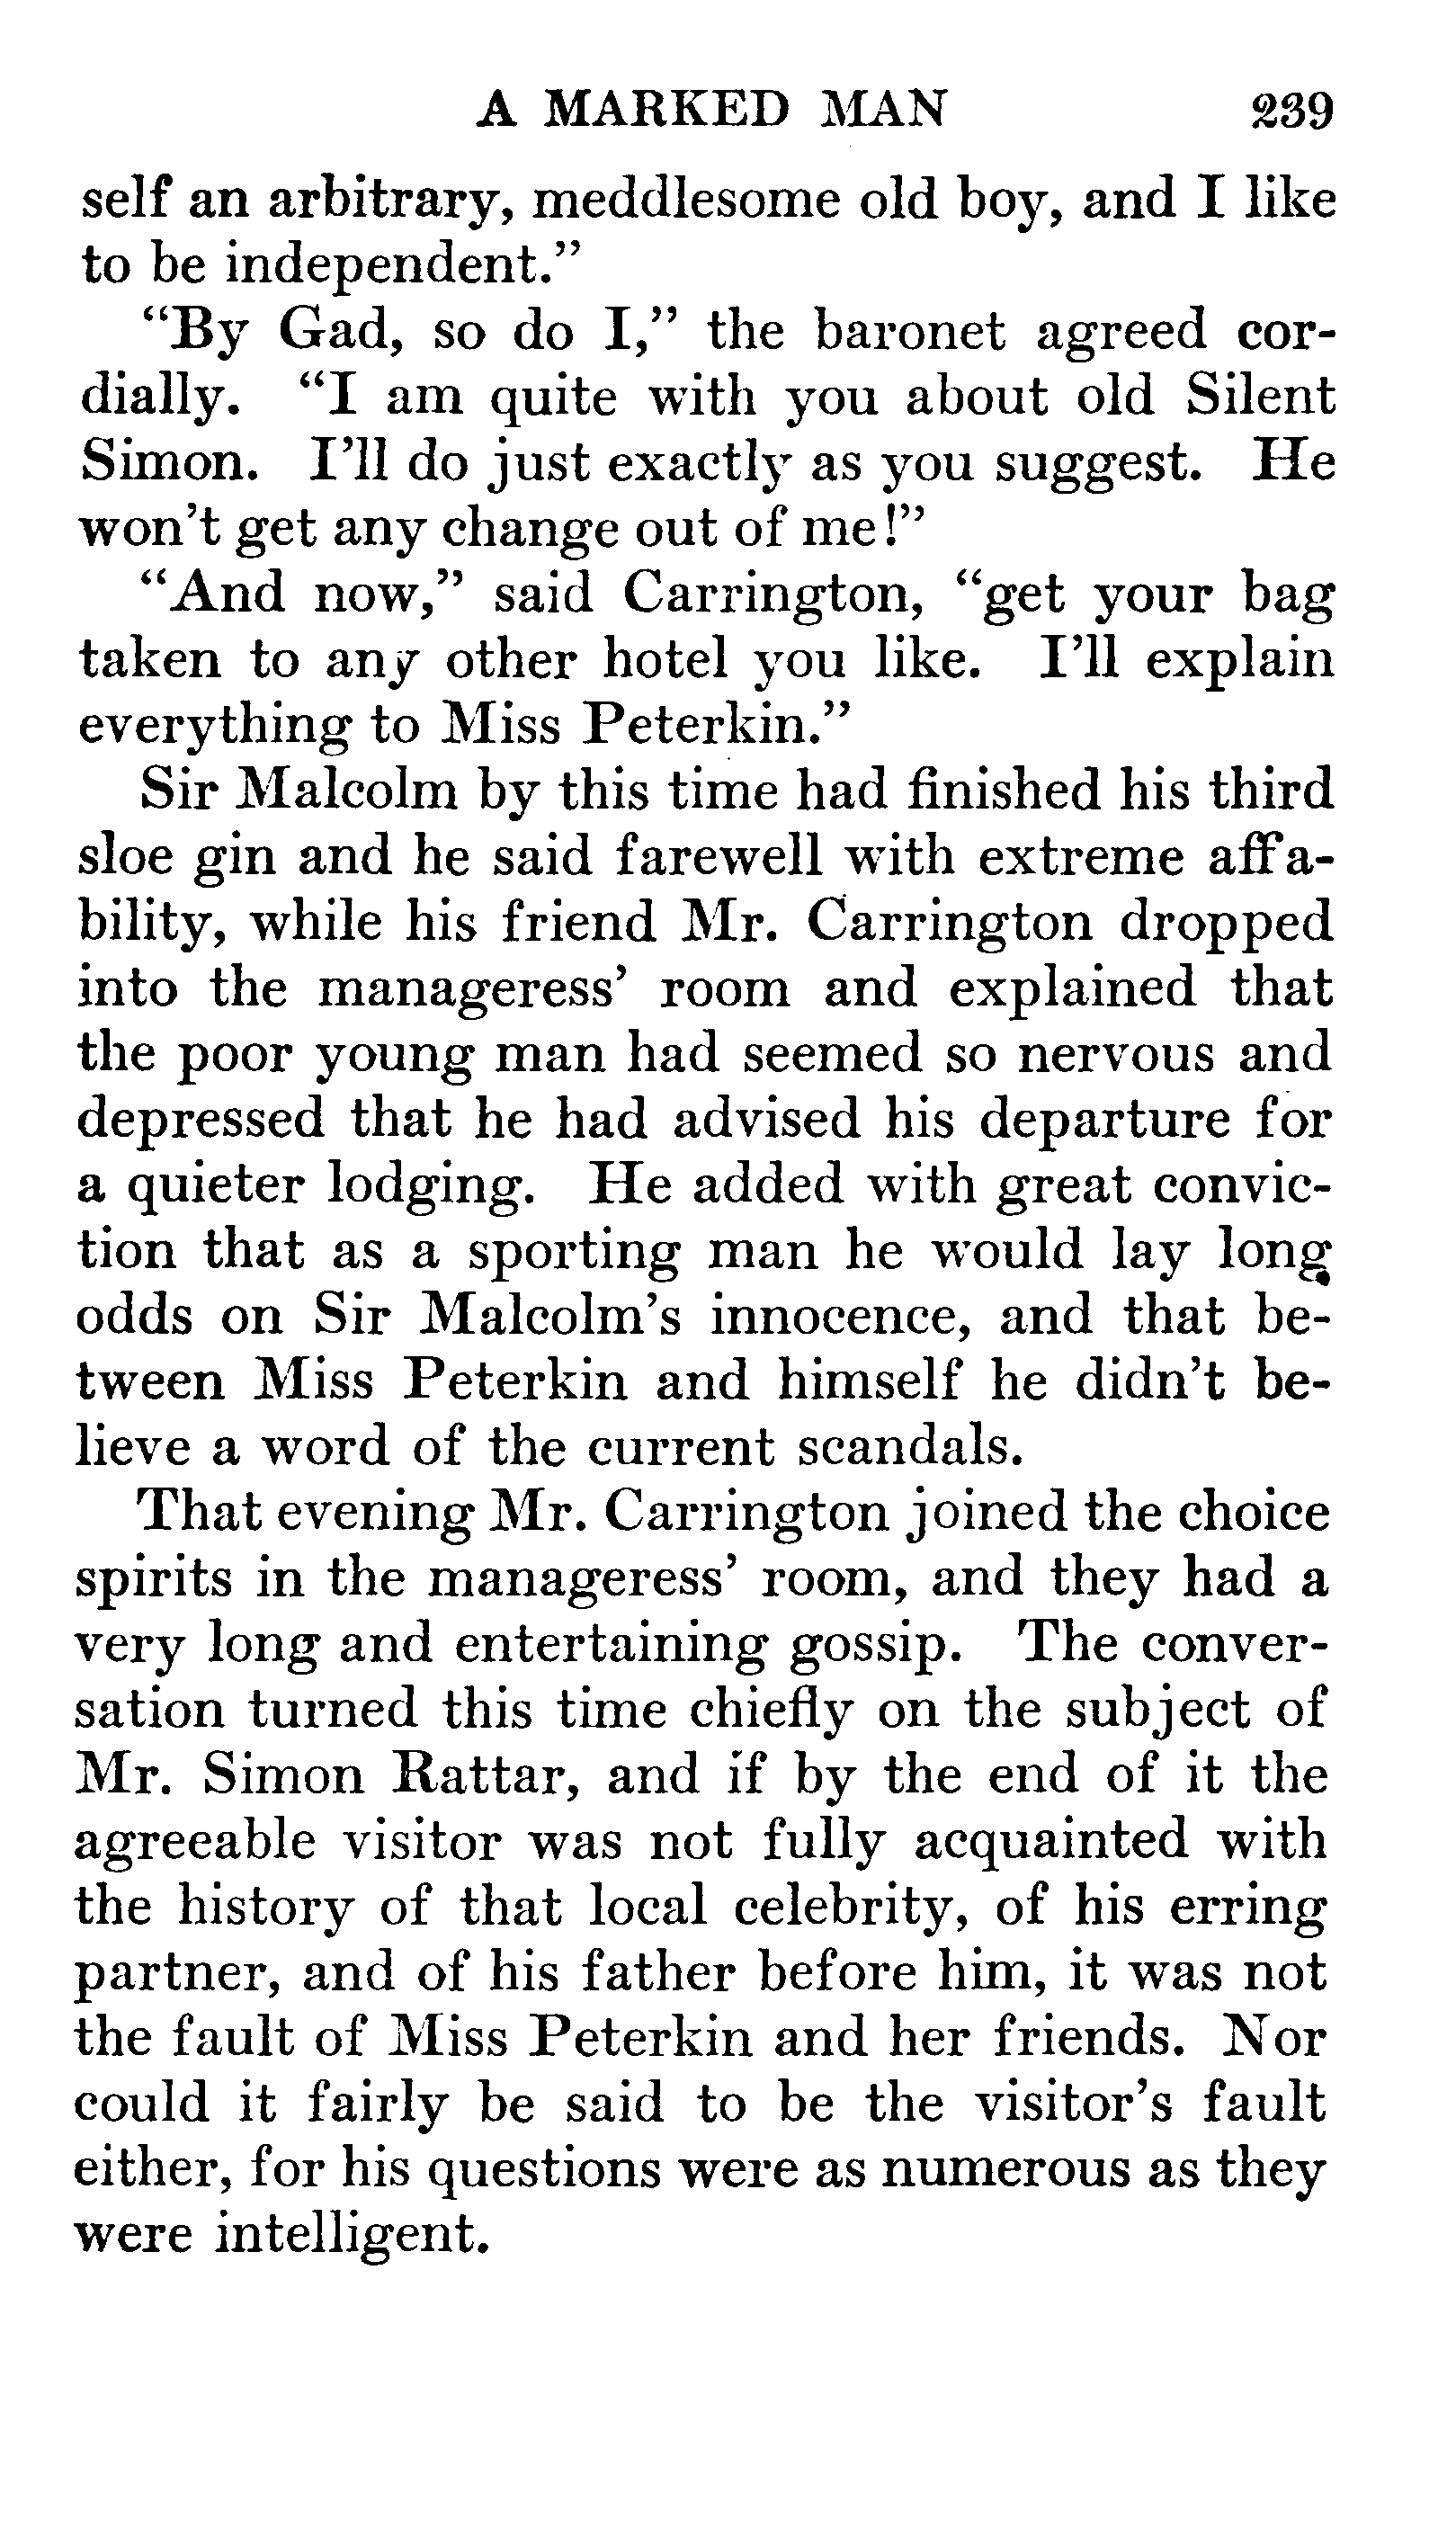 A MARKED MAN 239
self an arbitrary, meddlesome old boy, and I like
to be independent.”
“By Gad, so do I,” the baronet agreed cor-
dially. “I am quite with you about old Silent
Simon. I’ll do just exactly as you suggest. He
won’t get any change out of me!”
“And now,” said Carrington, “get your bag
taken to any other hotel you like. I’ll explain
everything to Miss Peterkin.”
Sir Malcolm by this time had finished his third
sloe gin and he said farewell with extreme affa-
bility, while his friend Mr. Carrington dropped
into the manageress’ room and explained that
the poor young man had seemed so nervous and
depressed that he had advised his departure for
a quieter lodging. He added with great convic-
tion that as a sporting man he would lay long
odds on Sir Malcolm’s innocence, and that be-
tween Miss Peterkin and himself he didn’t be-
lieve a word of the current scandals.
That evening Mr. Carrington joined the choice
spirits in the manageress’ room, and they had a
very long and entertaining gossip. The conver-
sation turned this time chiefly on the subject of
Mr. Simon Rattar, and if by the end of it the
agreeable visitor was not fully acquainted with
the history of that local celebrity, of his erring
partner, and of his father before him, it was not
the fault of Miss Peterkin and her friends. Nor
could it fairly be said to be the visitor’s fault
either, for his questions were as numerous as they
were intelligent.